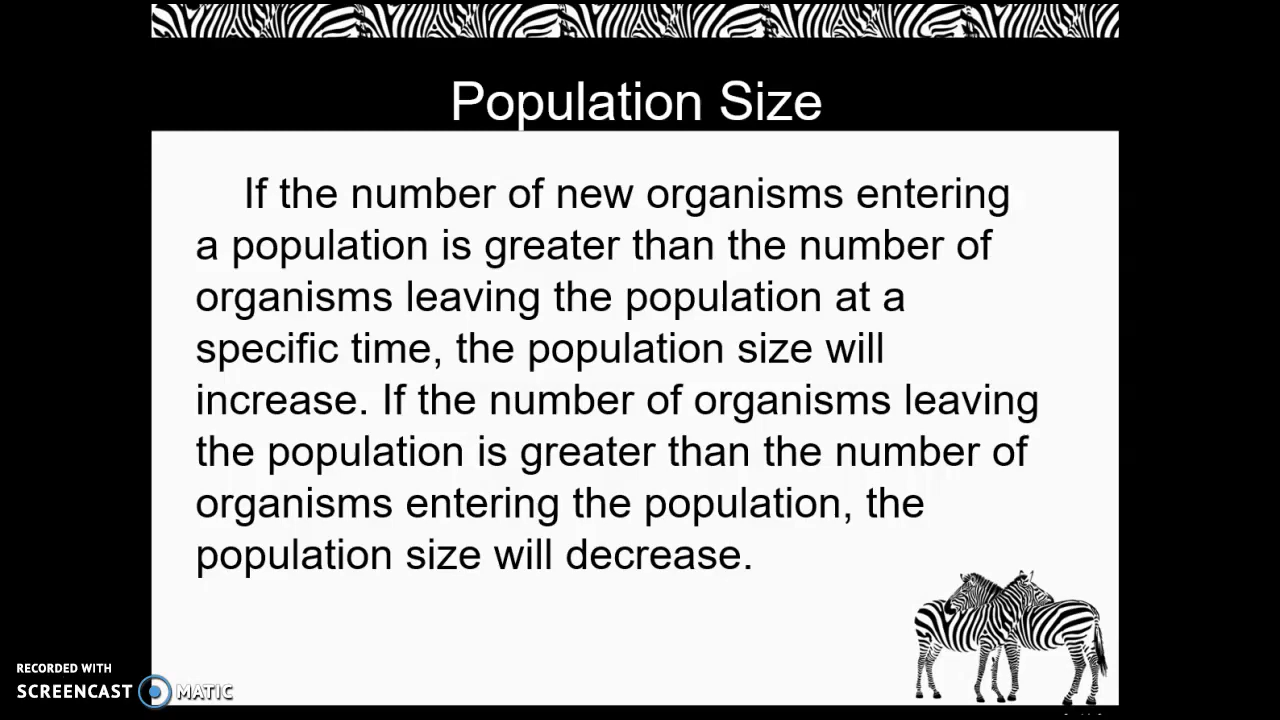 Population Size
If the number of new organisms entering
a population is greater than the number of
organisms leaving the population at a
specific time, the population size will
increase. If the number of organisms leaving
the population is greater than the number of
organisms entering the population, the
population size will decrease.
RECORDED WITH
SCREENCAST MATIC